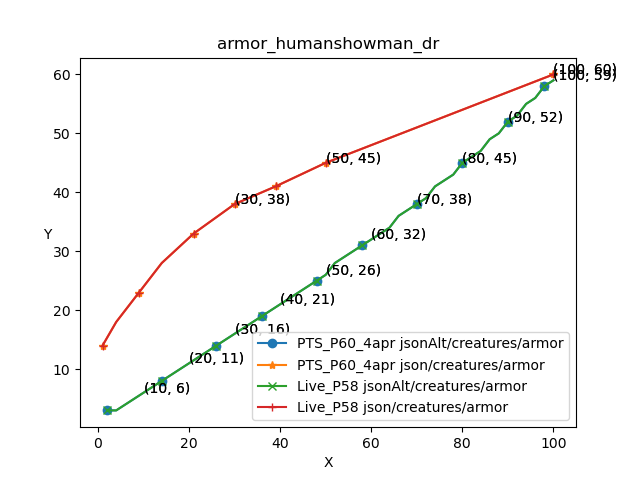 armor_humanshowman_dr
(100, 60)
(100, 59)
60
(90, 52)
50
(50, 45)
(80, 45)
40
(30, 38)
(70, 38)
Y
(60, 32)
30
(50, 26)
(40, 21)
20
(30, 16)
(20, 11)
10
(10, 6)
PTS_P60_4apr jsonAlt/creatures/armor
PTS_P60_4apr json/creatures/armor
Live_P58 jsonAlt/creatures/armor
Live_P58 json/creatures/armor
0 20 40 60 80 100
X